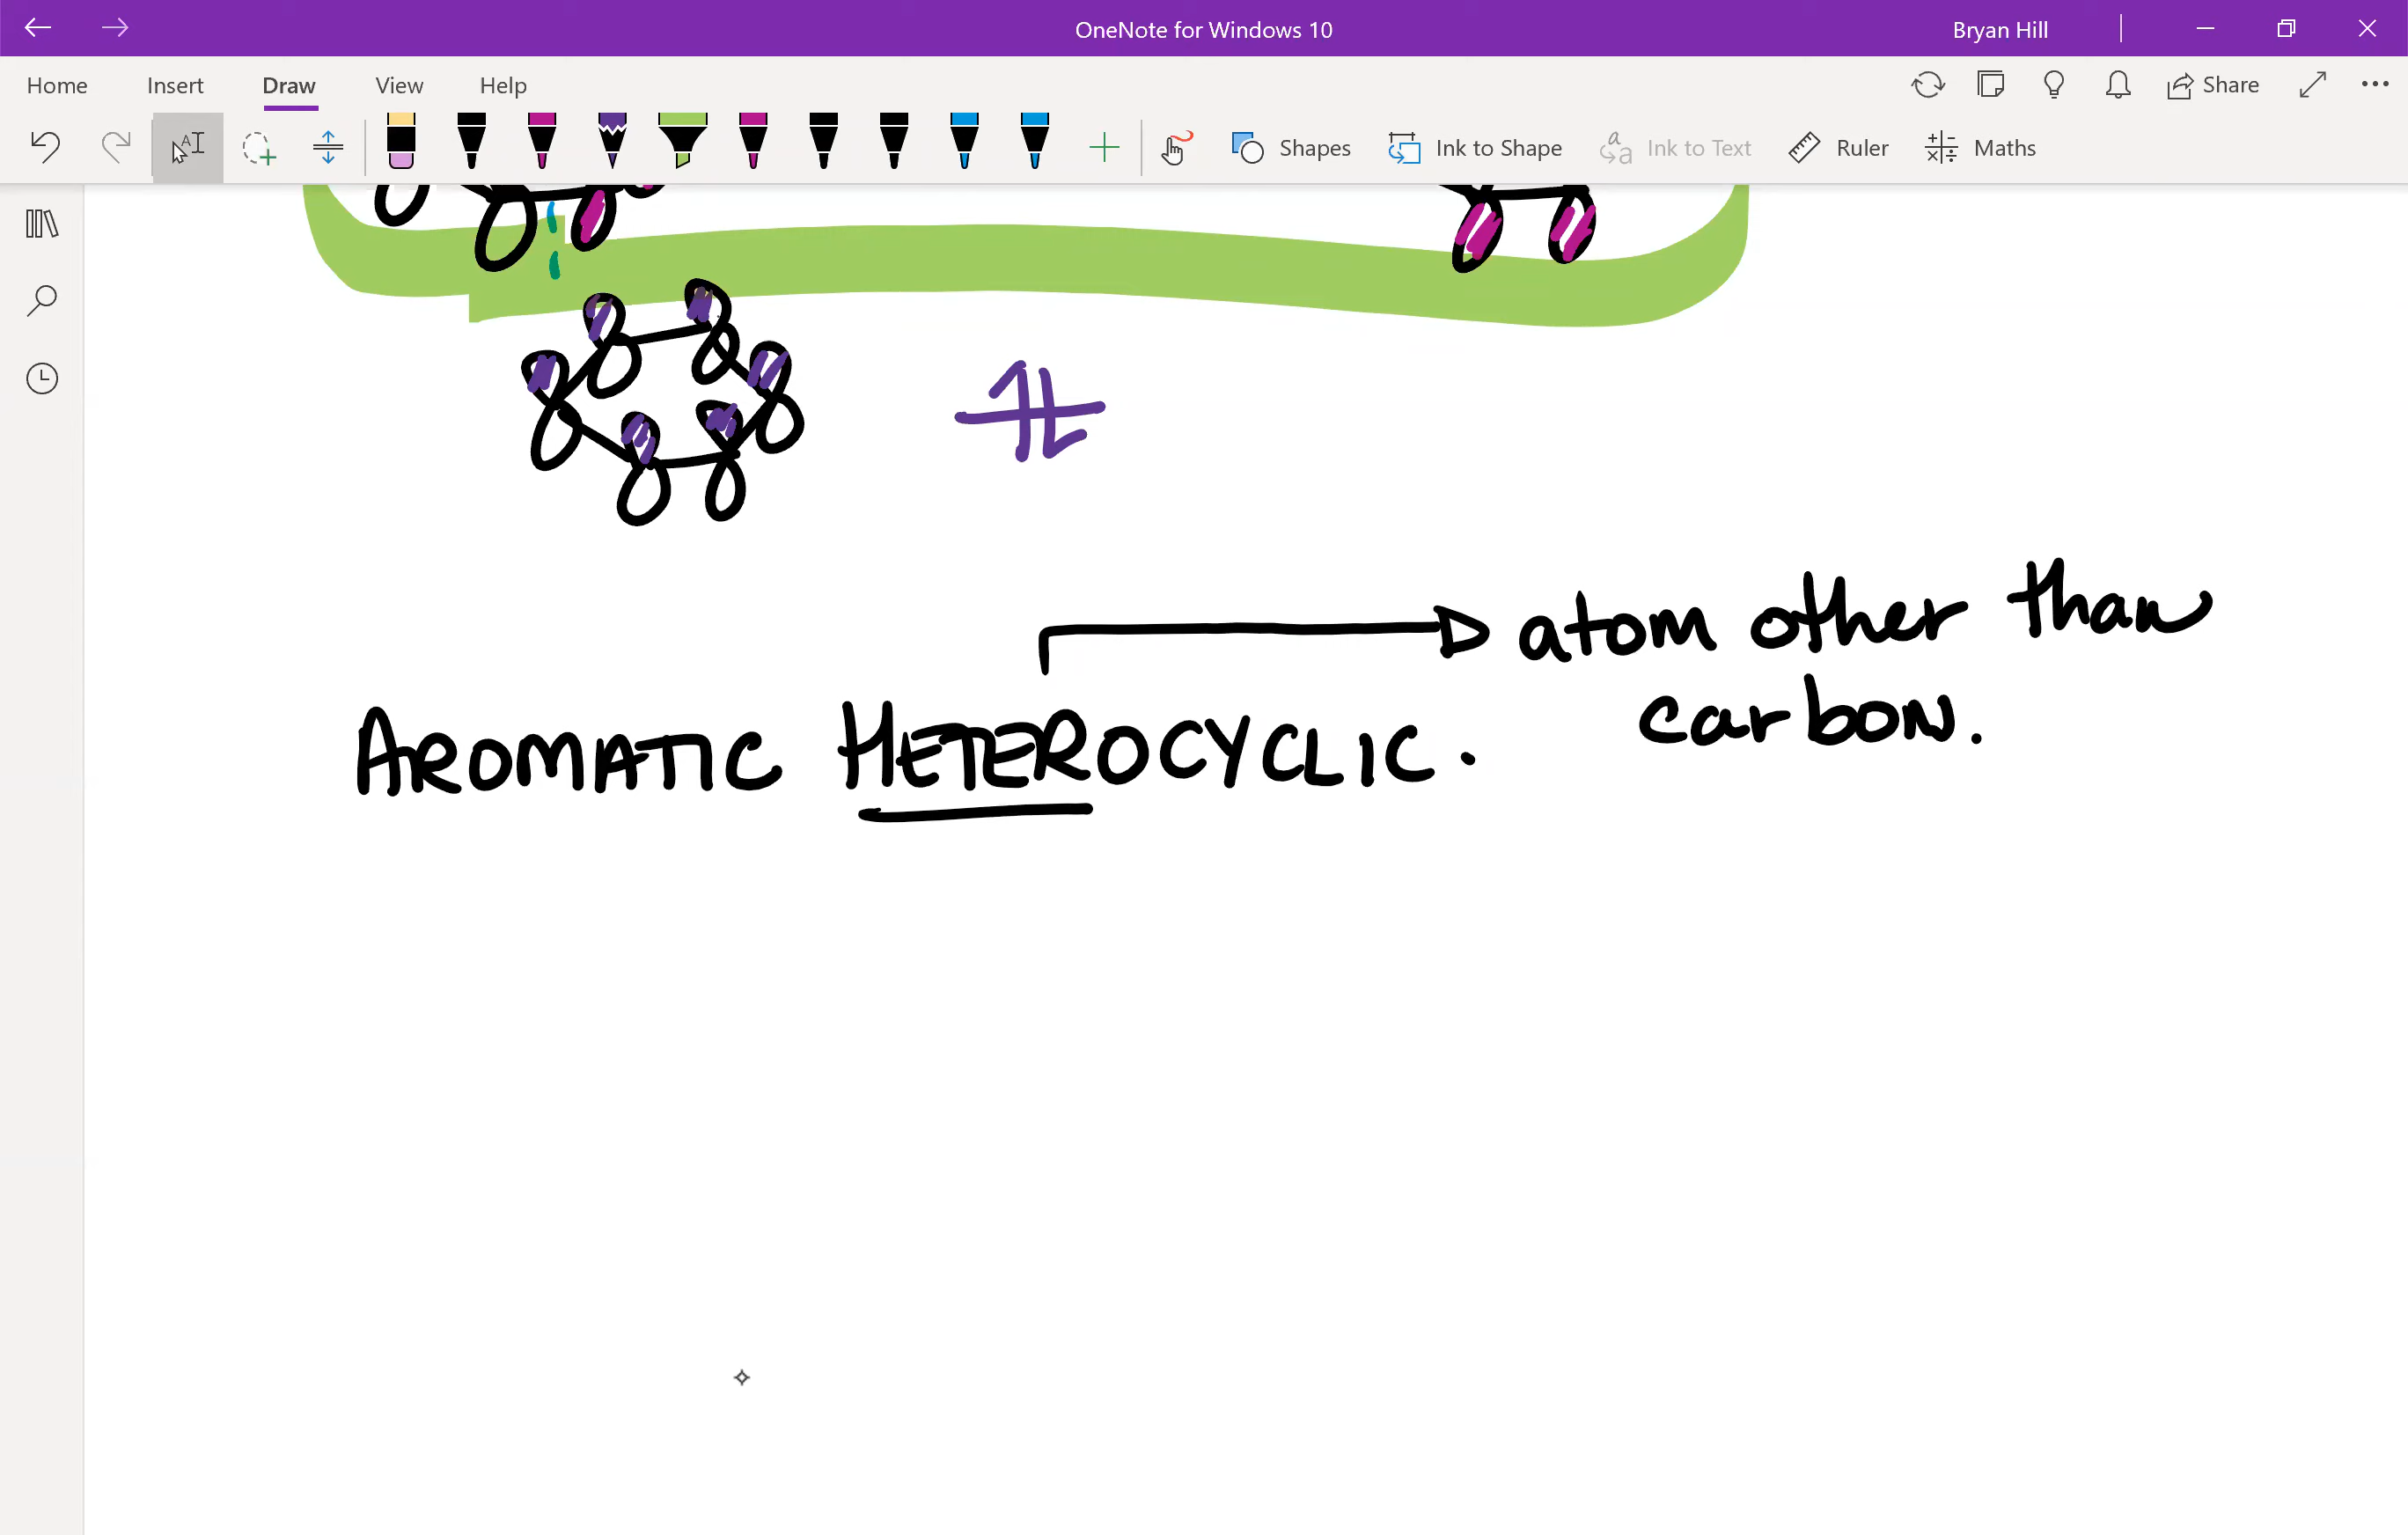 OneNote for Windows 10
Bryan Hill
Home Insert Draw View Help
Share
Shapes Ink to Shape Ink to Text Ruler Maths
atom other than
carbon.
AROMATIC HETEROCYCLIC.